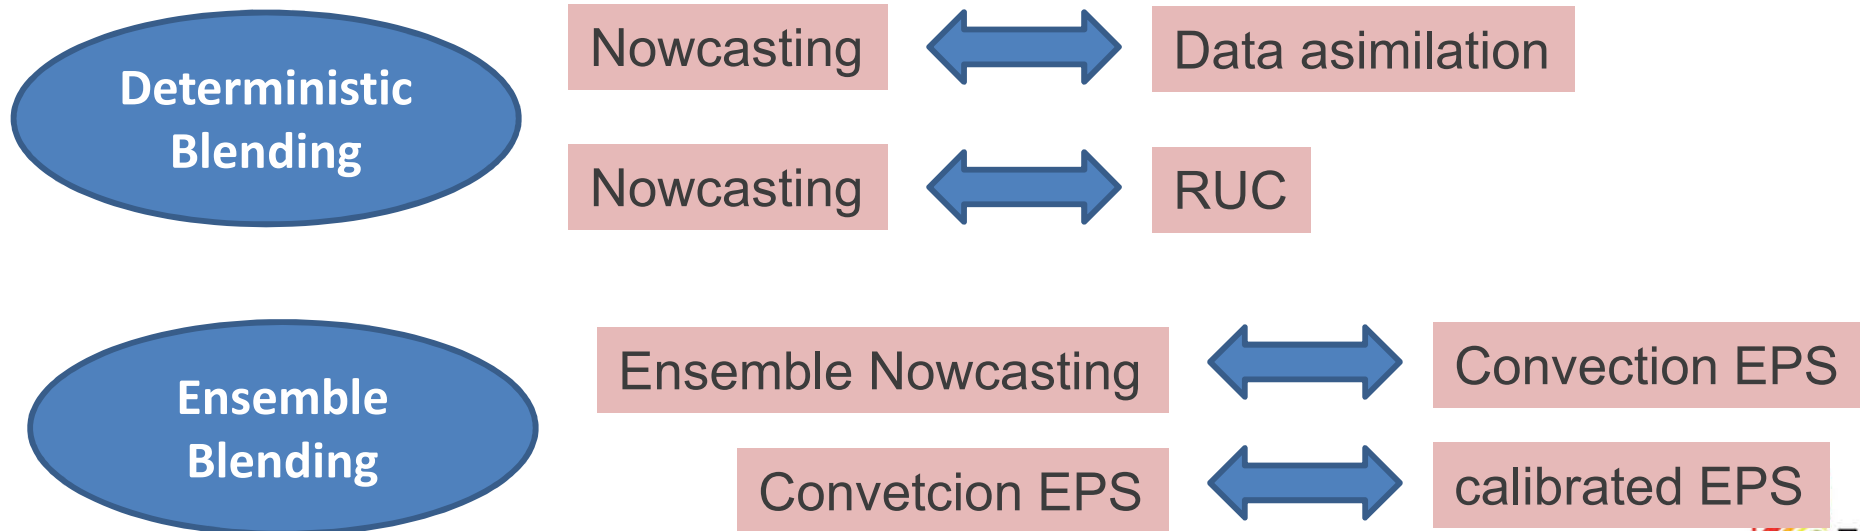 Deterministic
Blending
Nowcasting
Data asimilation
Nowcasting
RUC
Ensemble
Blending
Ensemble Nowcasting
Convection EPS
Convetcion EPS
calibrated EPS